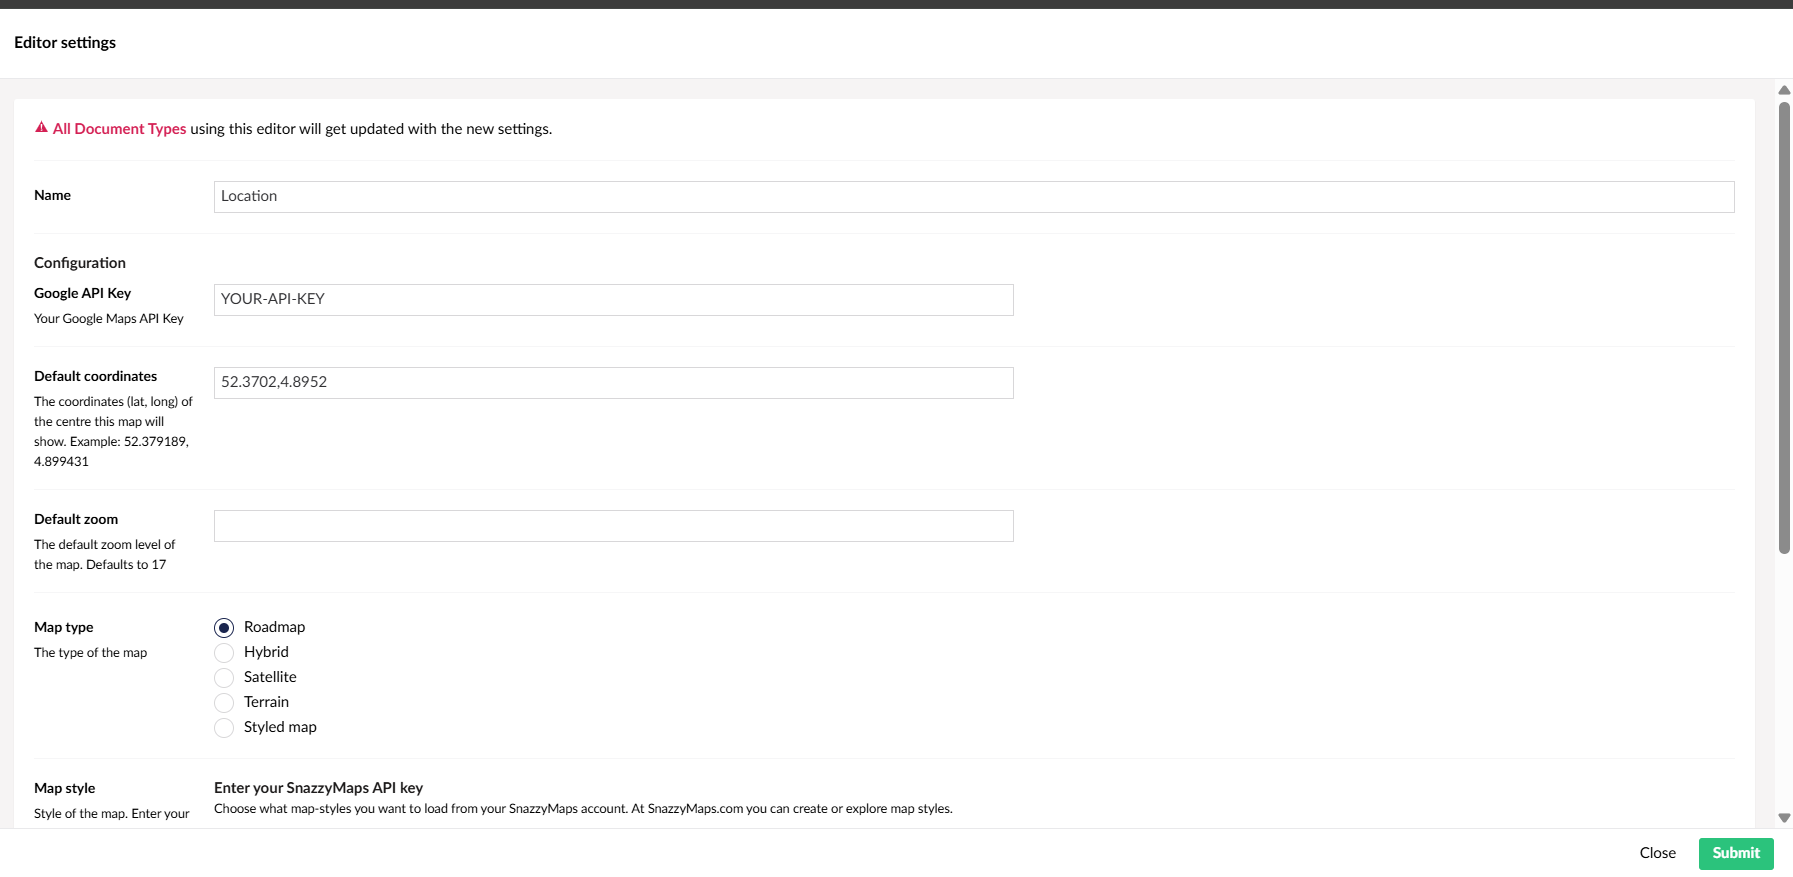 Editor settings
All Document Types using this editor will get updated with the new settings.
Name
Location
Configuration
Google API Key
Your Google Maps API Key
YOUR-API-KEY
Default coordinates
The coordinates (lat, long) of
the centre this map will
show. Example: 52.379189,
4.899431
52.3702,4.8952
Default zoom
The default zoom level of
the map. Defaults to 17
Map type
The type of the map
Roadmap
Hybrid
Satellite
Terrain
Styled map
Map style
Style of the map. Enter your
Enter your SnazzyMaps API key
Choose what map-styles you want to load from your SnazzyMaps account. At SnazzyMaps.com you can create or explore map styles.
Close
Submit